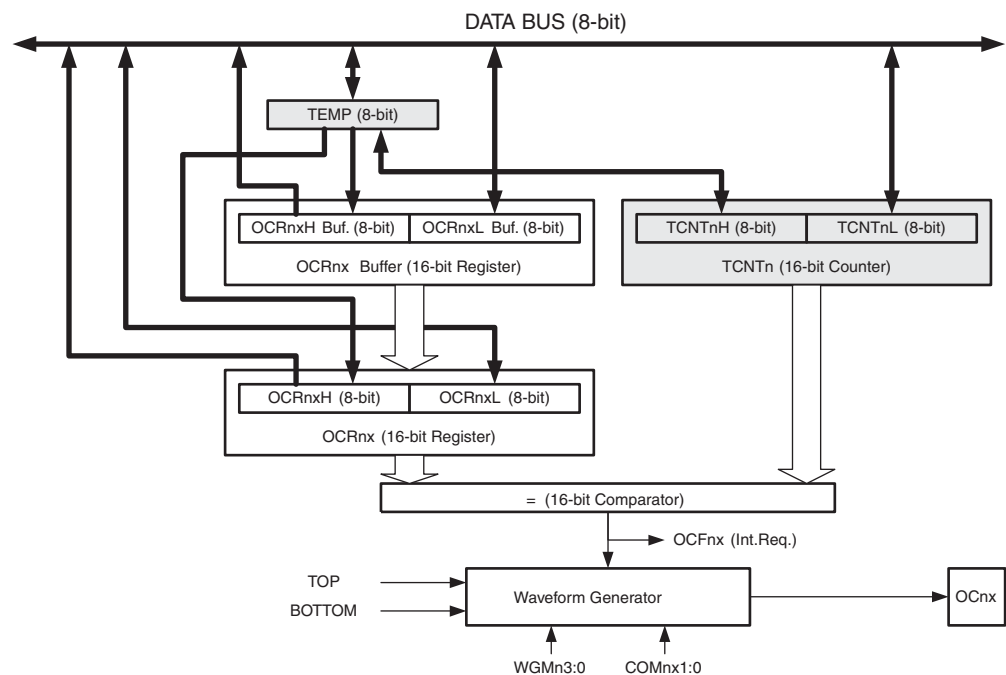 DATA BUS (8-bit)
TEMP (8-bit)
OCRnxH Buf. (8-bit)
OCRnxL Buf. (8-bit)
OCRnx Buffer (16-bit Register)
TCNTnH (8-bit)
TCNTnL (8-bit)
TCNTn (16-bit Counter)
OCRnxH (8-bit)
OCRnxL (8-bit)
OCRnx (16-bit Register)
= (16-bit Comparator)
OCFnx (Int.Req.)
TOP
BOTTOM
Waveform Generator
OCnx
WGMn3:0
COMnx1:0